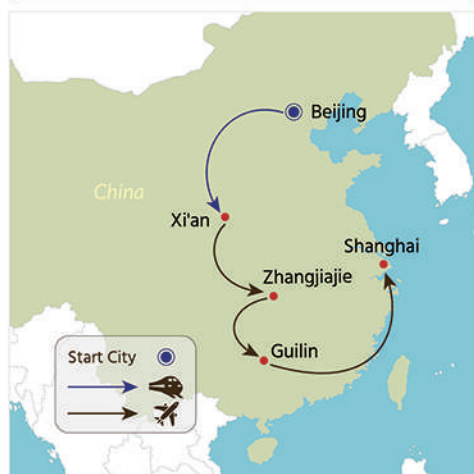 Beijing
China
Xi'an
Shanghai
Zhangjiajie
Guilin
Start City